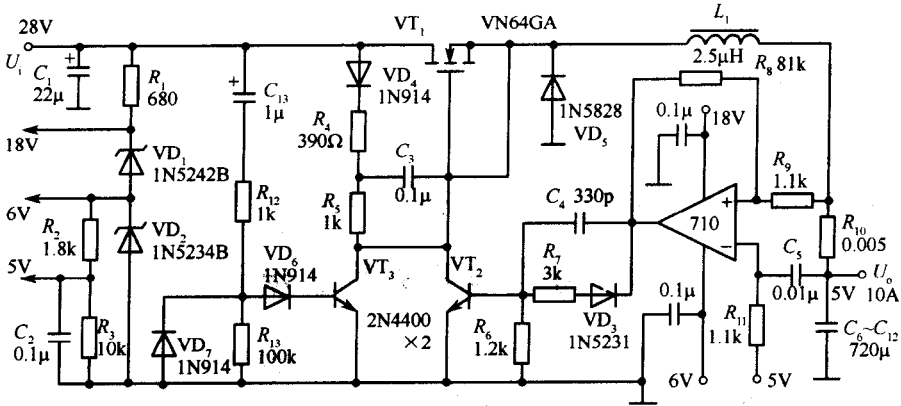 28V
U_i
C₁
22μ
R₁
680
C₁₃
1μ
VT₁
VN64GA
VD₄
1N914
R₄
390Ω
L₁
2.5μH
R₈ 81k
1N5828
VD₅
0.1μ
18V
18V
VD₁
1N5242B
6V
R₂
1.8k
VD₂
1N5234B
5V
C₂
0.1μ
R₃
10k
R₁₂
1k
VD₆
1N914
VD₇
1N914
R₁₃
100k
C₃
0.1μ
R₅
1k
VT₃
VT₂
2N4400
×2
C₄ 330p
R₇
3k
VD₃
1N5231
R₆
1.2k
+
710
−
0.1μ
6V
R₉
1.1k
R₁₀
0.005
C₅
0.01μ
R₁₁
1.1k
5V
U_o
5V 10A
C₆~C₁₂
720μ